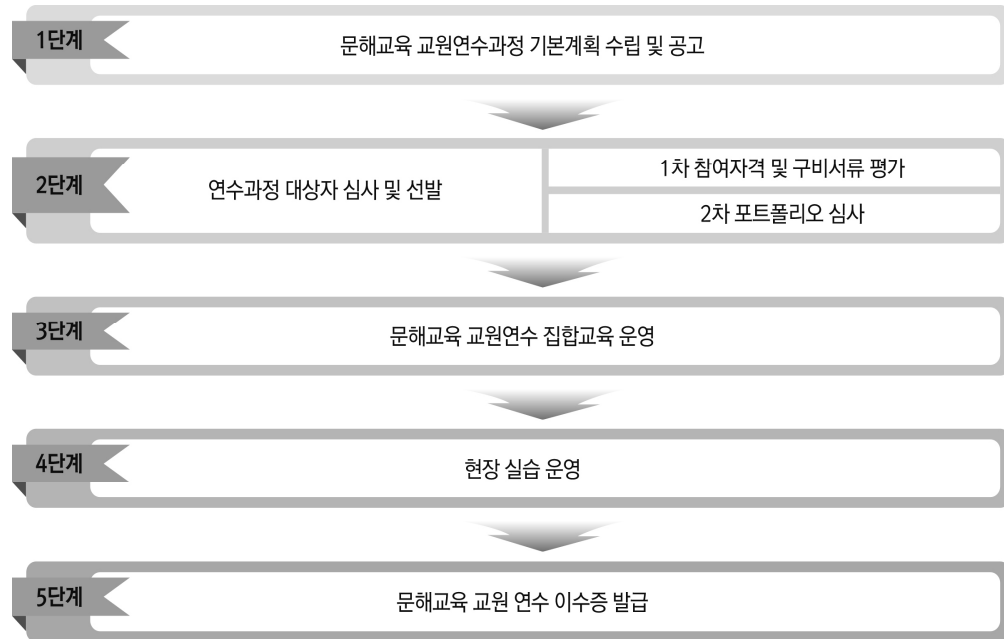 1단계
문해교육 교원연수과정 기본계획 수립 및 공고
2단계
연수과정 대상자 심사 및 선발
1차 참여자격 및 구비서류 평가
2차 포트폴리오 심사
3단계
문해교육 교원연수 집합교육 운영
4단계
현장 실습 운영
5단계
문해교육 교원 연수 이수증 발급